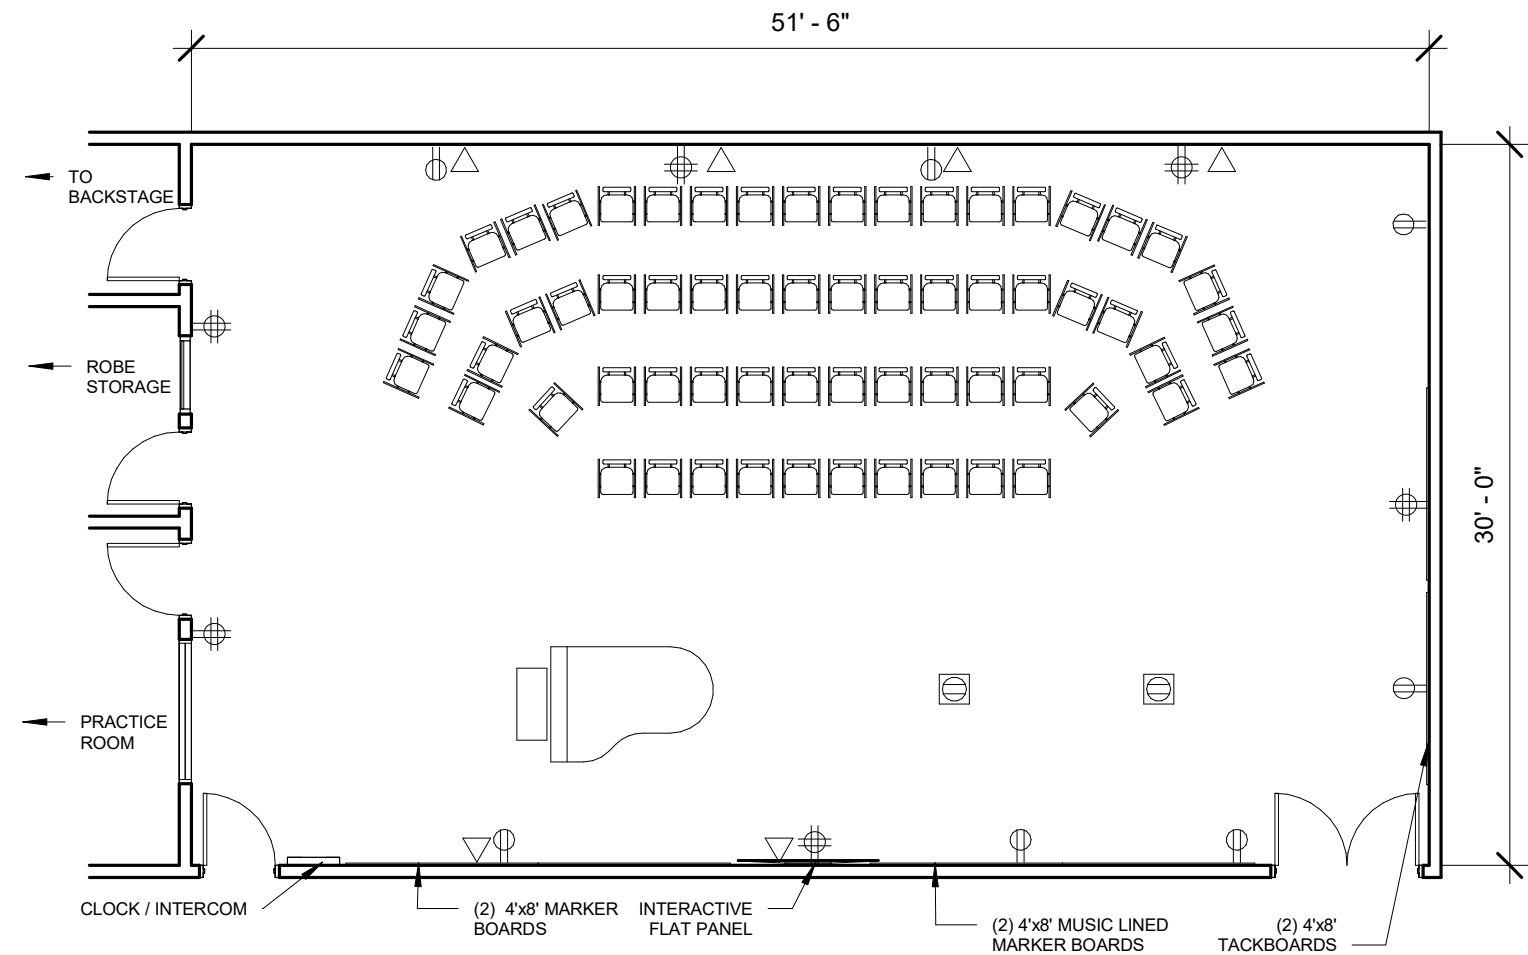 51' - 6"
TO
BACKSTAGE
ROBE
STORAGE
30' - 0"
PRACTICE
ROOM
CLOCK / INTERCOM
(2) 4'x8' MARKER
BOARDS
INTERACTIVE
FLAT PANEL
(2) 4'x8' MUSIC LINED
MARKER BOARDS
(2) 4'x8'
TACKBOARDS